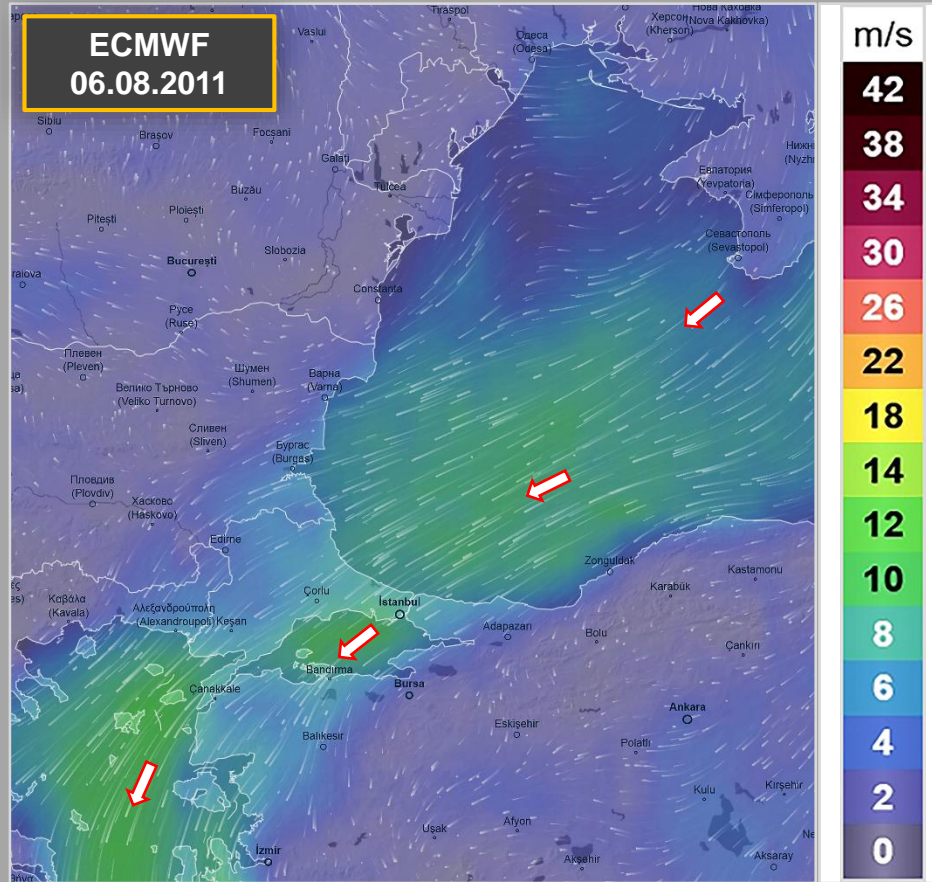 ECMWF
06.08.2011
Tiraspol
Vaslui
Одеса
(Odesa)
Херсон
(Kherson)
Нова Каховка
(Nova Kakhovka)
Sibiu
Brașov
Focșani
Galați
Tulcea
Нижн
(Nyzhn
Евпатория
(Yevpatoria)
Сімферополь
(Simferopol)
Севастополь
(Sevastopol)
Buzău
Ploiești
Pitești
Slobozia
București
raiova
Constanța
Русе
(Ruse)
Плевен
(Pleven)
Шумен
(Shumen)
Варна
(Varna)
Велико Търново
(Veliko Turnovo)
Сливен
(Sliven)
Бургас
(Burgas)
Пловдив
(Plovdiv)
Хасково
(Haskovo)
Edirne
Zonguldak
Kastamonu
Karabük
Καβάλα
(Kavala)
Αλεξανδρούπολη
(Alexandroupoli)
Keşan
Çorlu
İstanbul
Adapazarı
Bolu
Çankırı
Bandırma
Bursa
Çanakkale
Ankara
Balıkesir
Eskişehir
Polatlı
Kulu
Kırşehir
Uşak
Afyon
İzmir
Akşehir
Aksaray
Ne
m/s
42
38
34
30
26
22
18
14
12
10
8
6
4
2
0